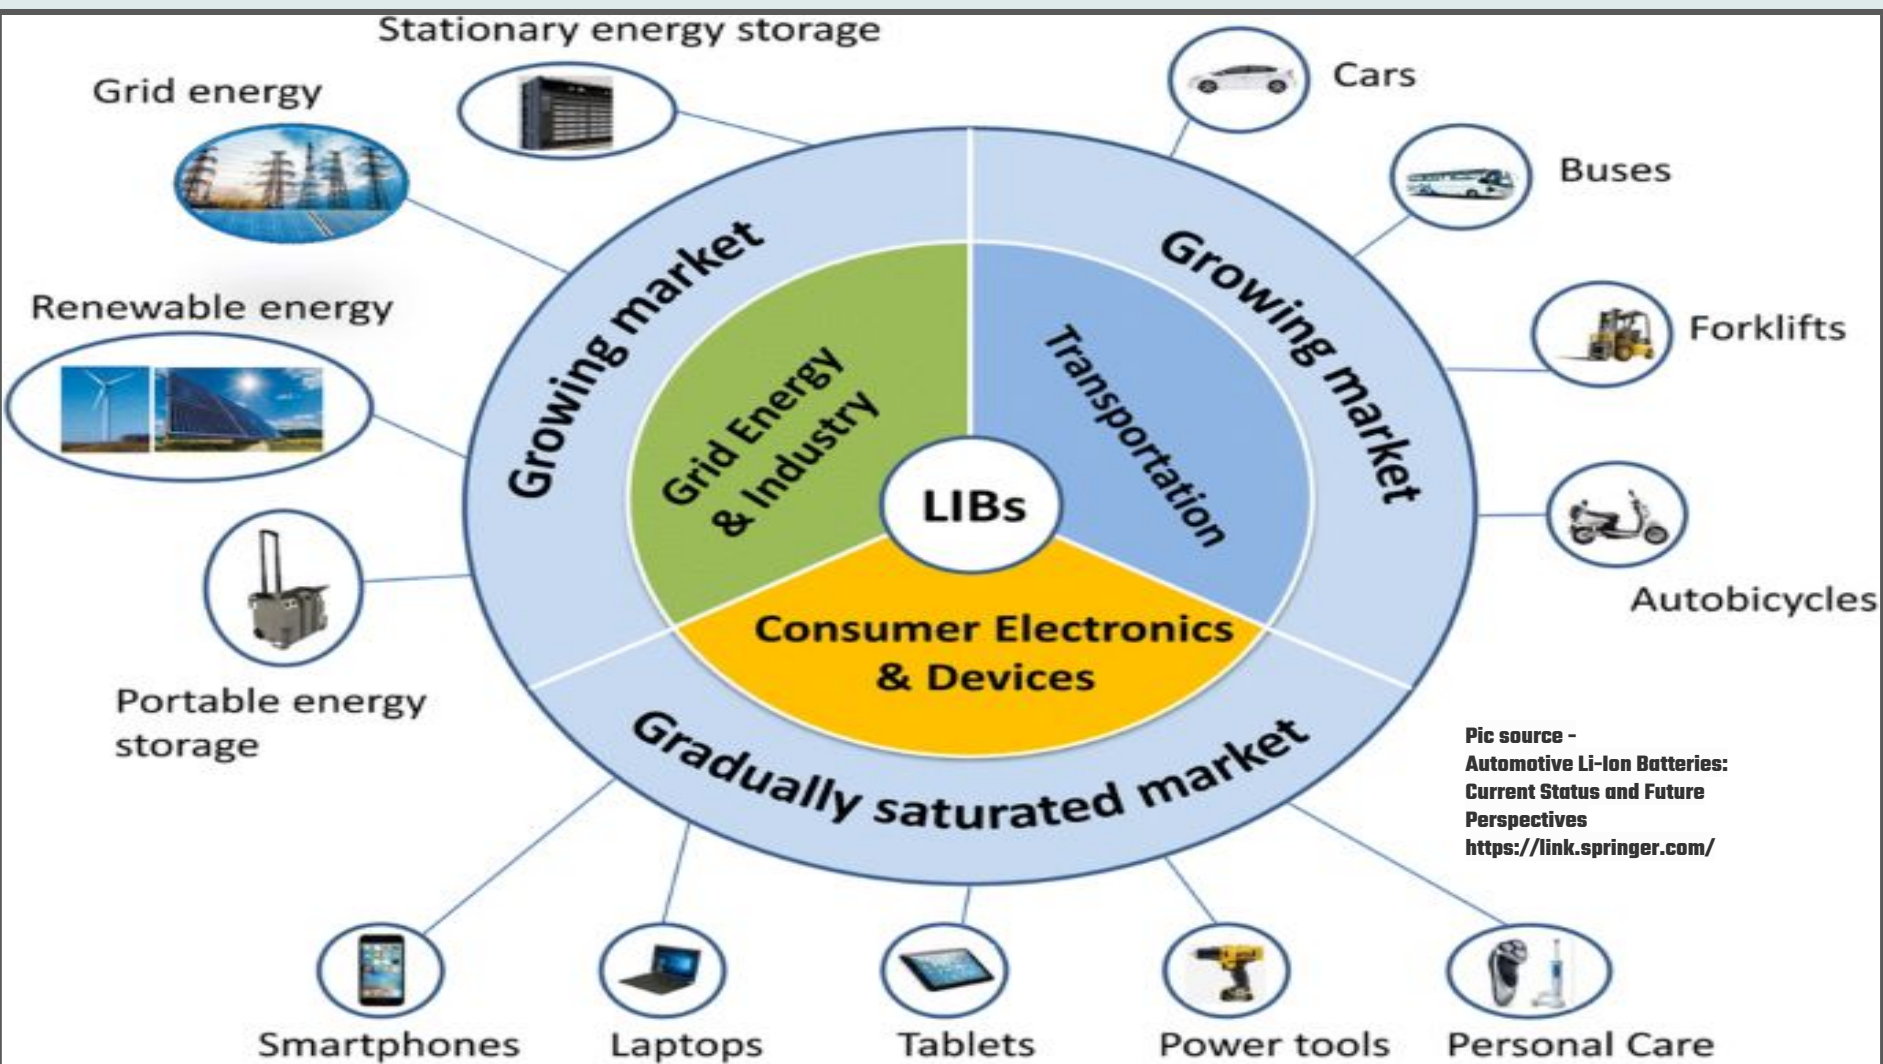 Stationary energy storage
Grid energy
Renewable energy
Portable energy
storage
Cars
Buses
Forklifts
Autobicycles
Growing market
Growing market
Gradually saturated market
Grid Energy
& Industry
Transportation
LIBs
Consumer Electronics
& Devices
Pic source -
Automotive Li-Ion Batteries:
Current Status and Future
Perspectives
https://link.springer.com/
Smartphones
Laptops
Tablets
Power tools
Personal Care